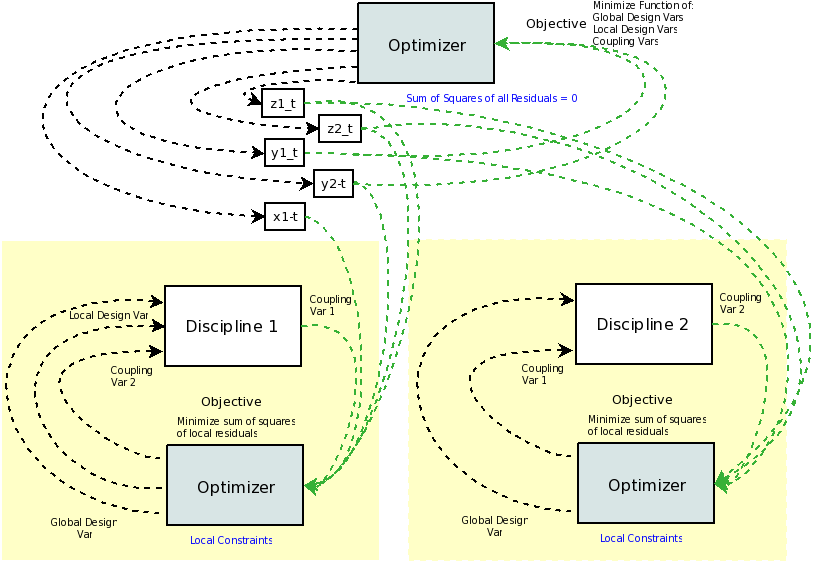 Minimize Function of:
Global Design Vars
Local Design Vars
Coupling Vars
Objective
Optimizer
Sum of Squares of all Residuals = 0
z1_t
z2_t
y1_t
y2-t
x1-t
Local Design Var
Discipline 1
Coupling
Var 1
Coupling
Var 2
Objective
Minimize sum of squares
of local residuals
Optimizer
Global Design
Var
Local Constraints
Discipline 2
Coupling
Var 2
Coupling
Var 1
Objective
Minimize sum of squares
of local residuals
Optimizer
Global Design
Var
Local Constraints